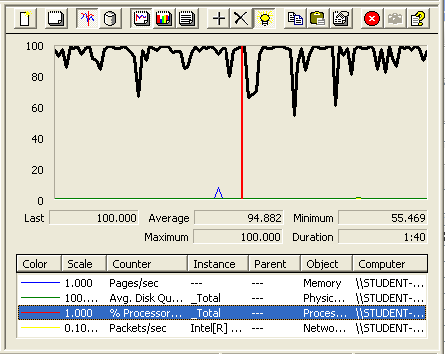 100
80
60
40
20
0
Last 100.000 Average 94.882 Minimum 55.469
Maximum 100.000 Duration 1:40
Color Scale Counter Instance Parent Object Computer
1.000 Pages/sec --- --- Memory \\STUDENT-...
100.... Avg. Disk Qu... _Total --- Physic... \\STUDENT-...
1.000 % Processor... _Total --- Proces... \\STUDENT-...
0.10... Packets/sec Intel[R] ... --- Netwo... \\STUDENT-...